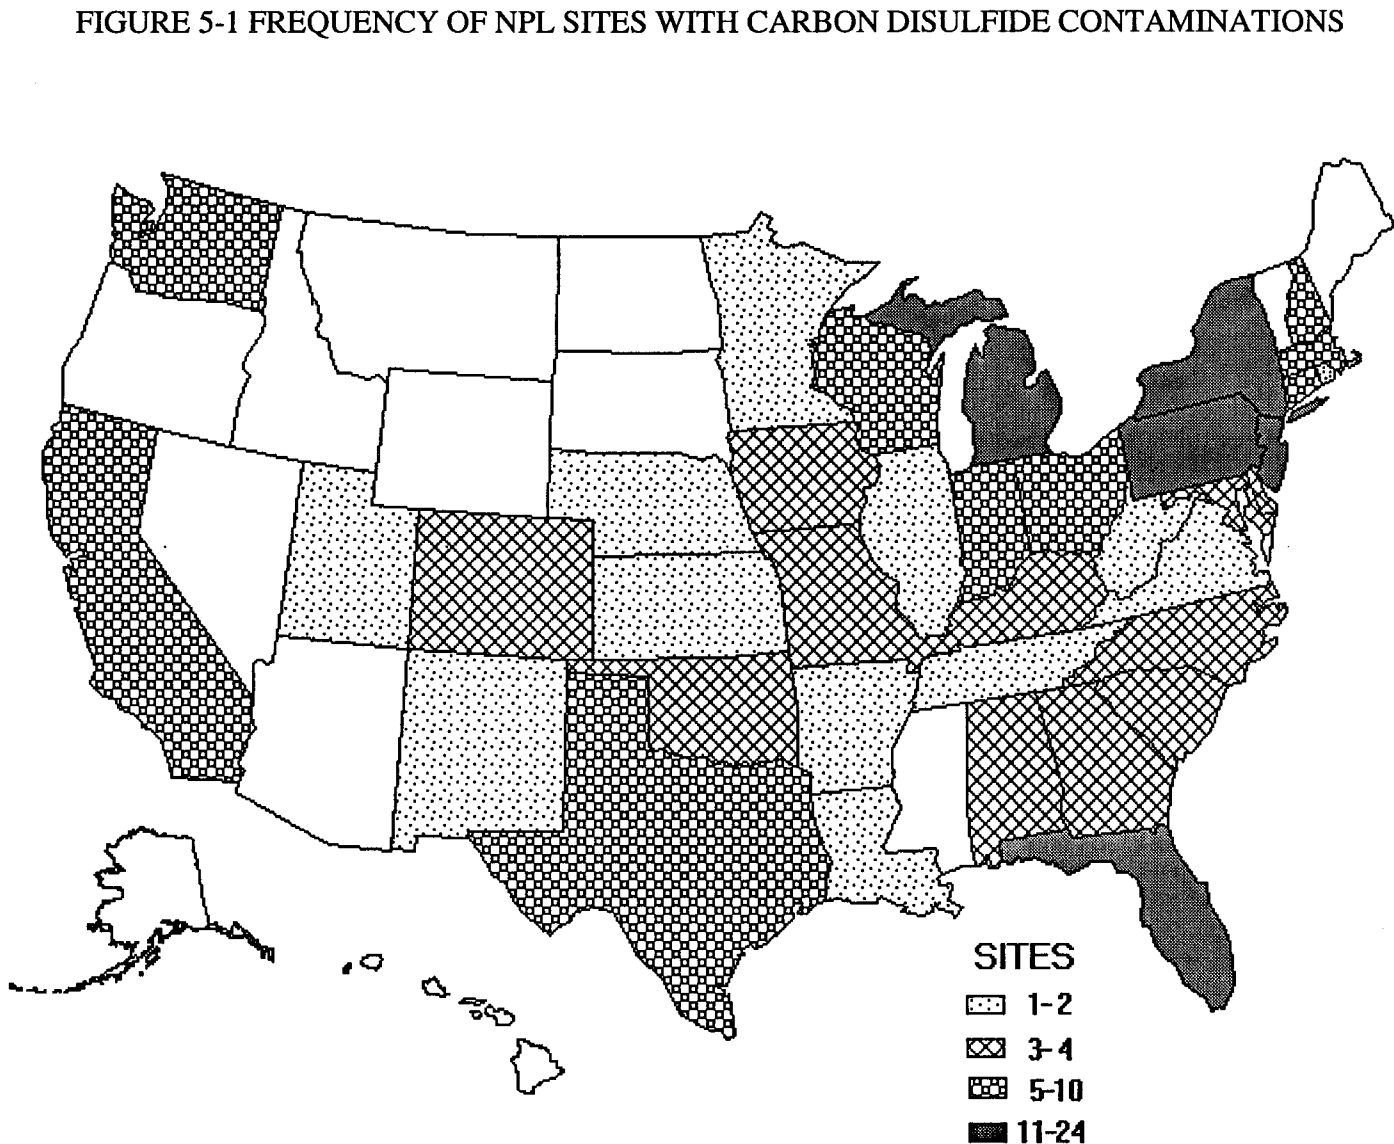 FIGURE 5-1 FREQUENCY OF NPL SITES WITH CARBON DISULFIDE CONTAMINATIONS
SITES
1-2
3-4
5-10
11-24